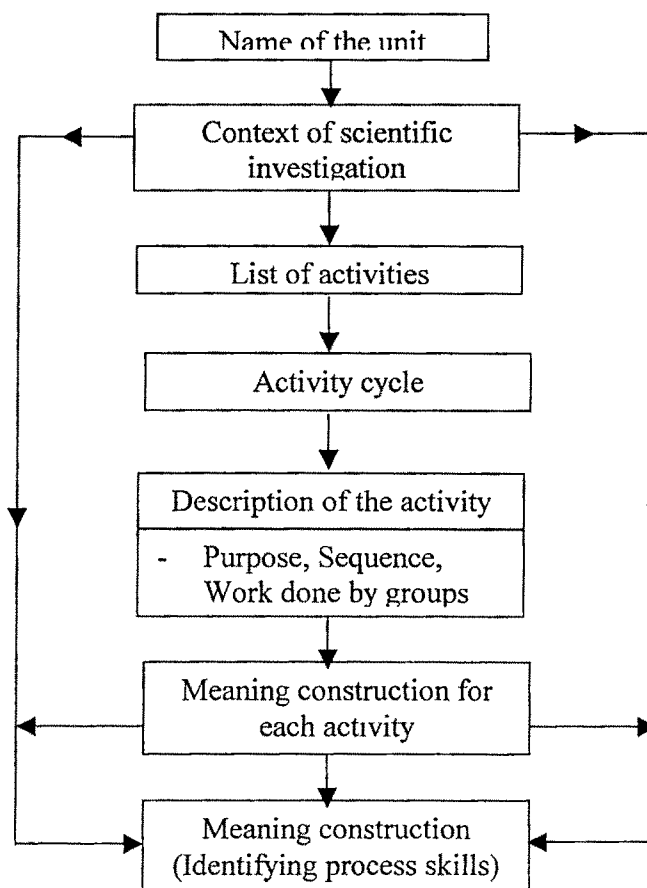 Name of the unit
Context of scientific
investigation
List of activities
Activity cycle
Description of the activity
- Purpose, Sequence,
Work done by groups
Meaning construction for
each activity
Meaning construction
(Identifying process skills)